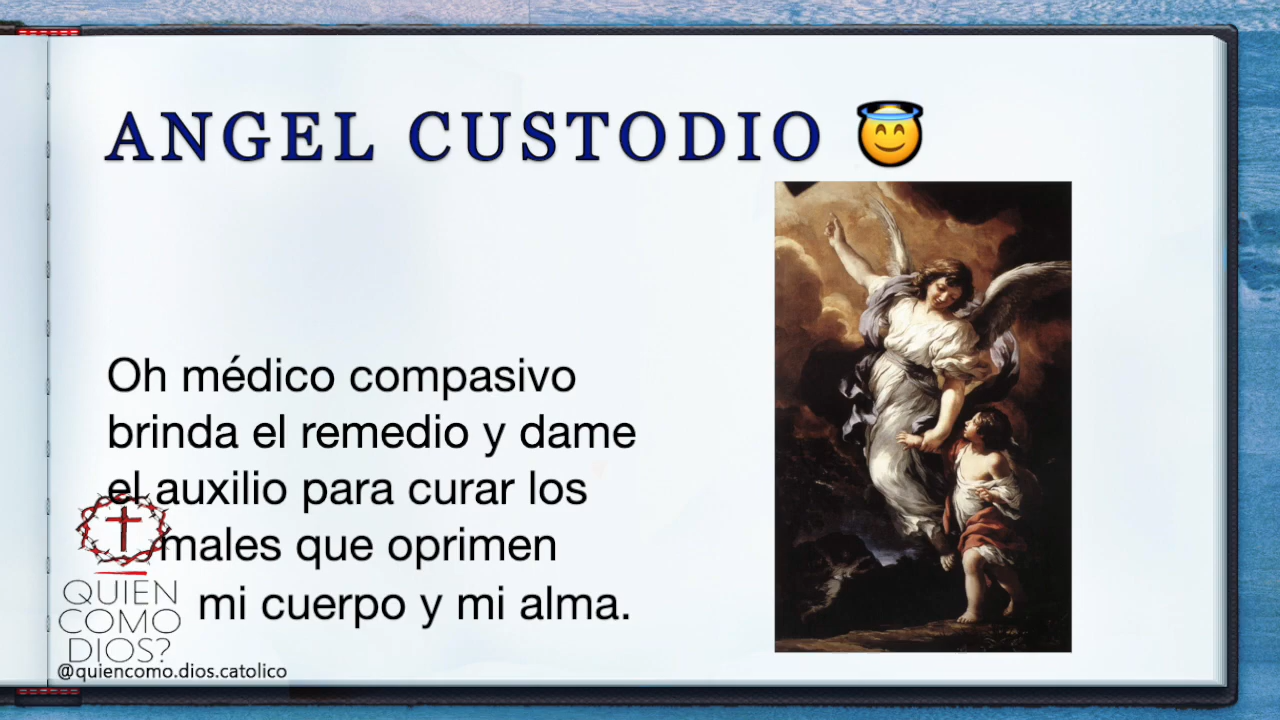 ANGEL CUSTODIO 😇
Oh médico compasivo
brinda el remedio y dame
el auxilio para curar los
males que oprimen
mi cuerpo y mi alma.
QUIEN
COMO
DIOS?
@quiencomo.dios.catolico